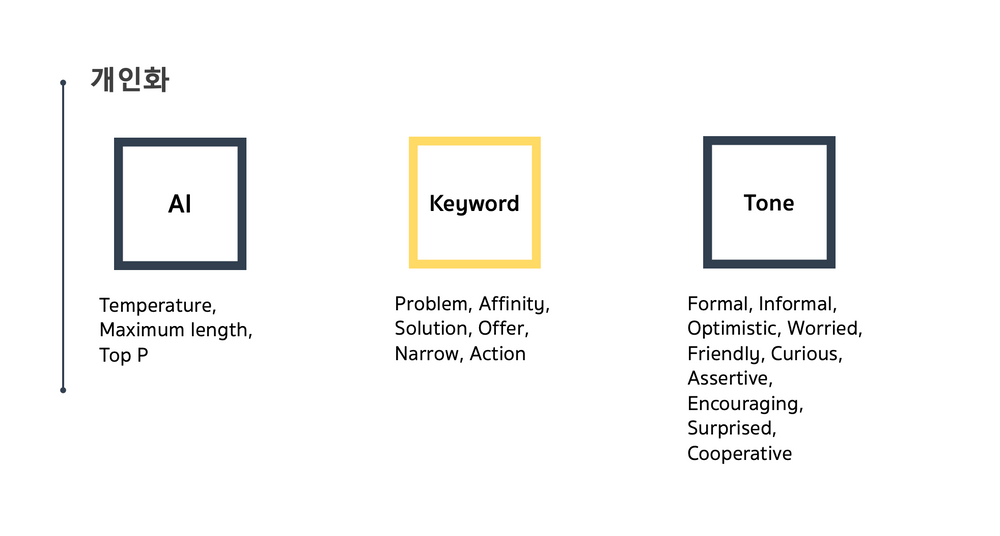 개인화
AI
Temperature,
Maximum length,
Top P
Keyword
Problem, Affinity,
Solution, Offer,
Narrow, Action
Tone
Formal, Informal,
Optimistic, Worried,
Friendly, Curious,
Assertive,
Encouraging,
Surprised,
Cooperative